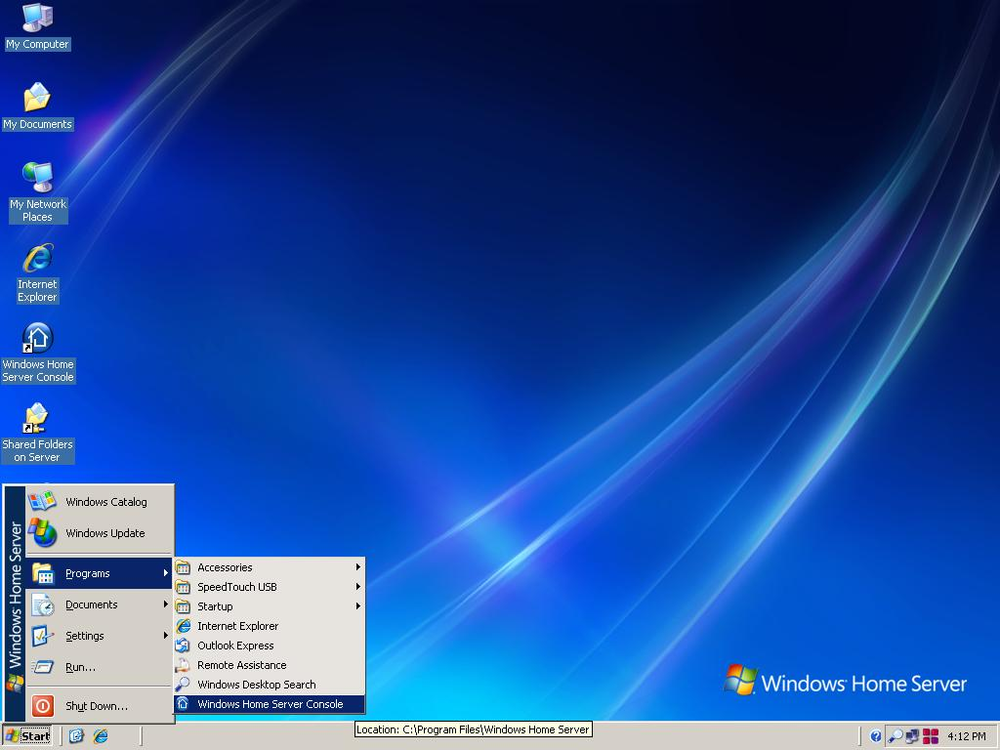 My Computer
My Documents
My Network
Places
Internet
Explorer
Windows Home
Server Console
Shared Folders
on Server
Windows Home Server
Windows Catalog
Windows Update
Programs
Documents
Settings
Run...
Shut Down...
Accessories
SpeedTouch USB
Startup
Internet Explorer
Outlook Express
Remote Assistance
Windows Desktop Search
Windows Home Server Console
Windows Home Server
Location: C:\Program Files\Windows Home Server
Start
4:12 PM